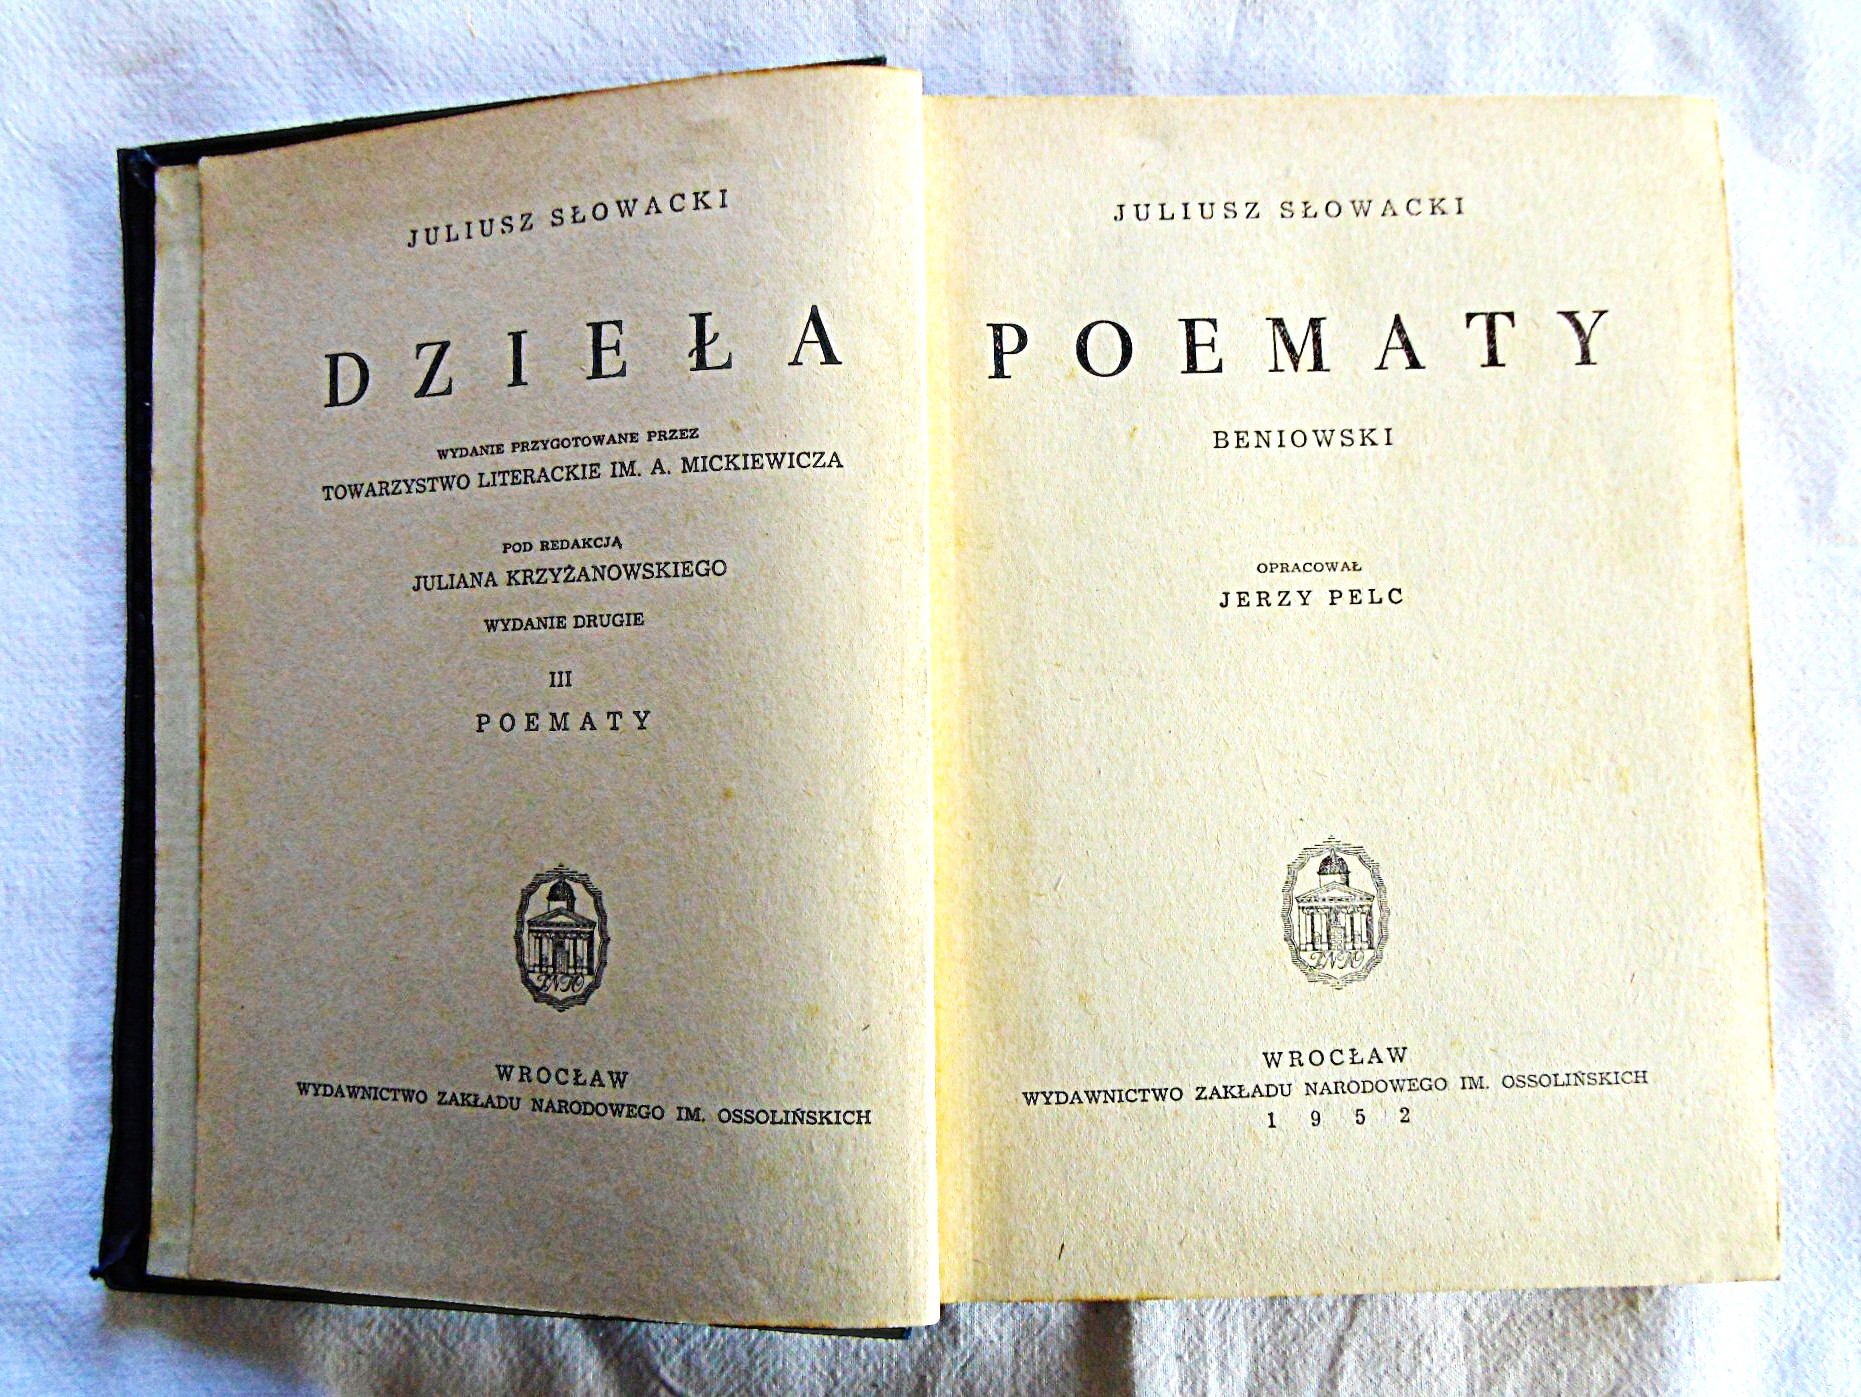 JULIUSZ SŁOWACKI
DZIEŁA
WYDANIE PRZYGOTOWANE PRZEZ
TOWARZYSTWO LITERACKIE IM. A. MICKIEWICZA
POD REDAKCJĄ
JULIANA KRZYŻANOWSKIEGO
WYDANIE DRUGIE
III
POEMATY
ZNIO
WROCŁAW
WYDAWNICTWO ZAKŁADU NARODOWEGO IM. OSSOLIŃSKICH
JULIUSZ SŁOWACKI
POEMATY
BENIOWSKI
OPRACOWAŁ
JERZY PELC
ZNIO
WROCŁAW
WYDAWNICTWO ZAKŁADU NARODOWEGO IM. OSSOLIŃSKICH
1952